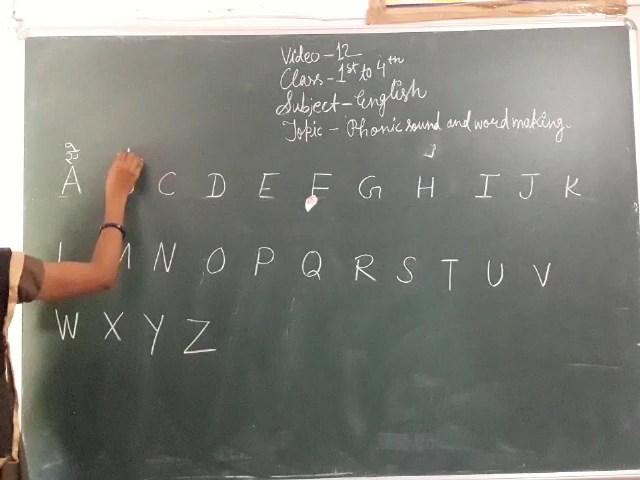 Video - 12
Class - 1st to 4th
Subject - English
Topic - Phonic sound and word making
A C D E F G H I J K
L M N O P Q R S T U V
W X Y Z